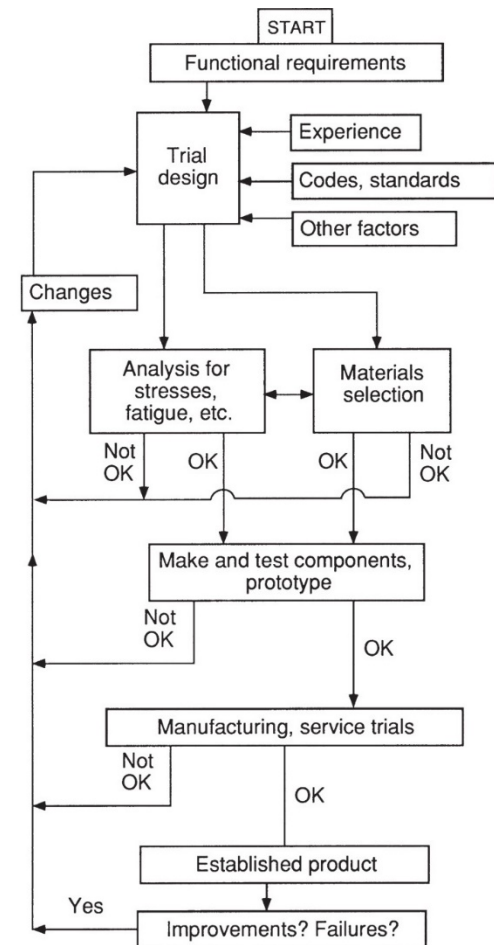 START
Functional requirements
Experience
Trial
design
Codes, standards
Other factors
Changes
Analysis for
stresses,
fatigue, etc.
Materials
selection
Not
OK
OK
OK
Not
OK
Make and test components,
prototype
Not
OK
OK
Manufacturing, service trials
Not
OK
OK
Established product
Yes
Improvements? Failures?